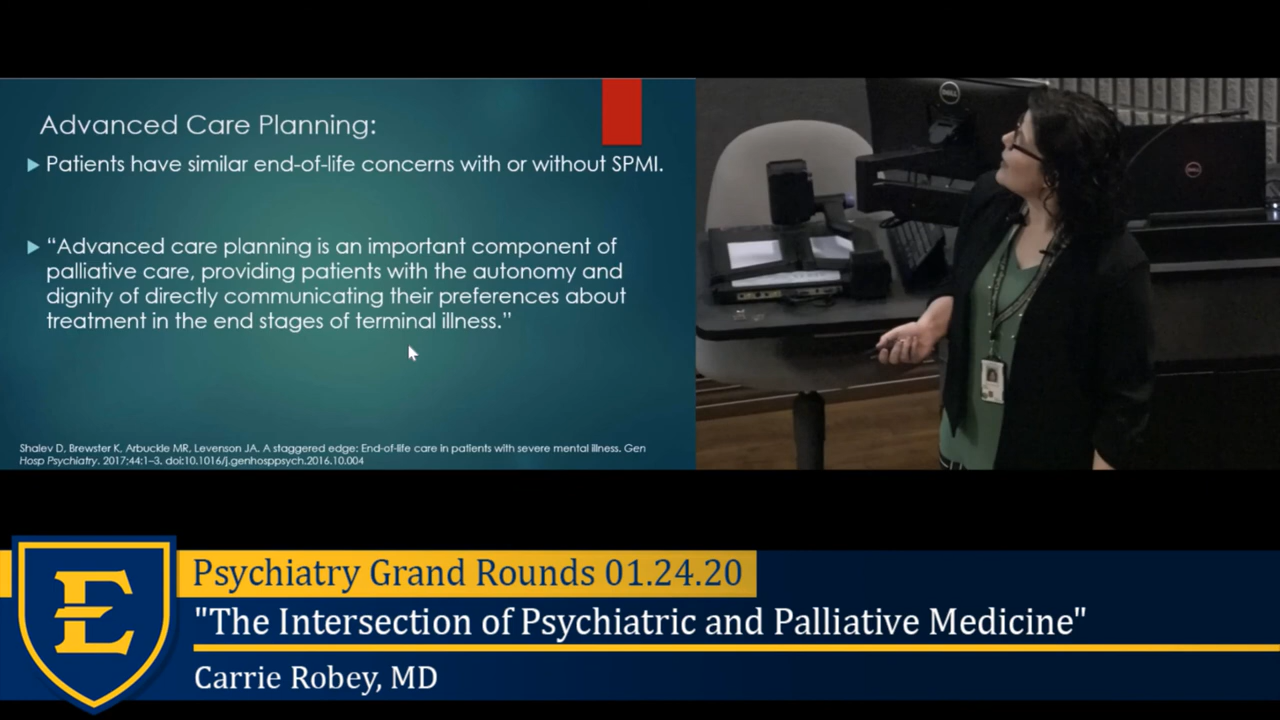 Advanced Care Planning:
Patients have similar end-of-life concerns with or without SPMI.
“Advanced care planning is an important component of
palliative care, providing patients with the autonomy and
dignity of directly communicating their preferences about
treatment in the end stages of terminal illness.”
Shalev D, Brewster K, Arbuckle MR, Levenson JA. A staggered edge: End-of-life care in patients with severe mental illness. Gen
Hosp Psychiatry. 2017;44:1–3. doi:10.1016/j.genhosppsych.2016.10.004
DELL
DELL
E
Psychiatry Grand Rounds 01.24.20
"The Intersection of Psychiatric and Palliative Medicine"
Carrie Robey, MD